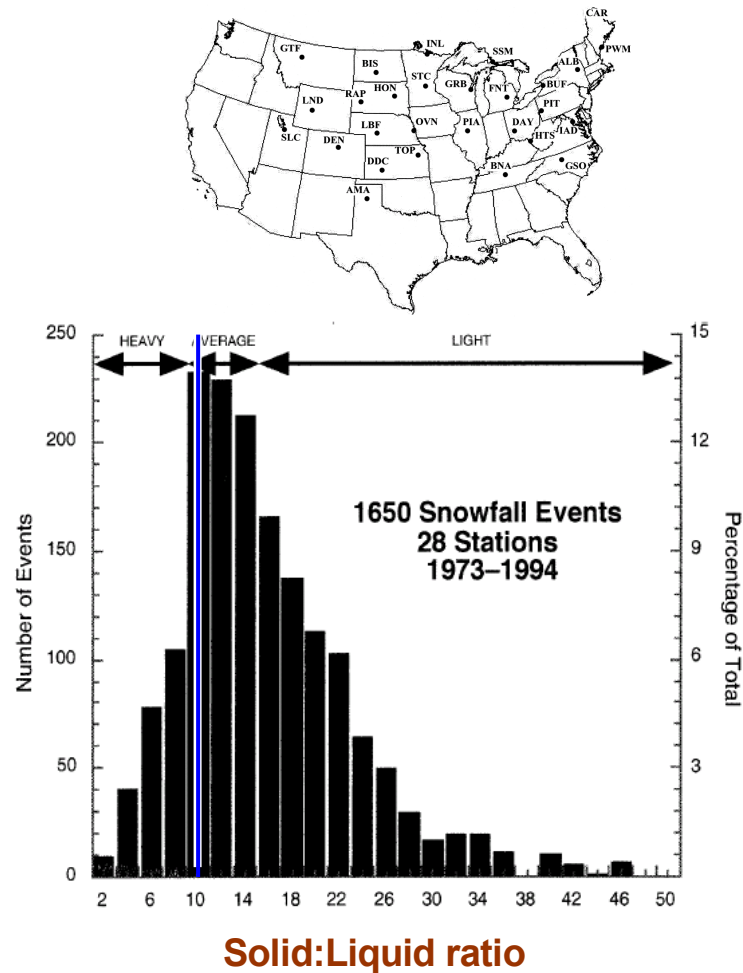 CAR
PWM
GTF
INL
SSM
BIS
ALB
STC
GRB
BUF
HON
FNT
RAP
PIT
LND
OVN
PIA
DAY
IAD
LBF
HTS
SLC
DEN
TOP
DDC
BNA
GSO
AMA
HEAVY
VERAGE
LIGHT
1650 Snowfall Events
28 Stations
1973–1994
Number of Events
250
200
150
100
50
0
Percentage of Total
15
12
9
6
3
0
2 6 10 14 18 22 26 30 34 38 42 46 50
Solid:Liquid ratio